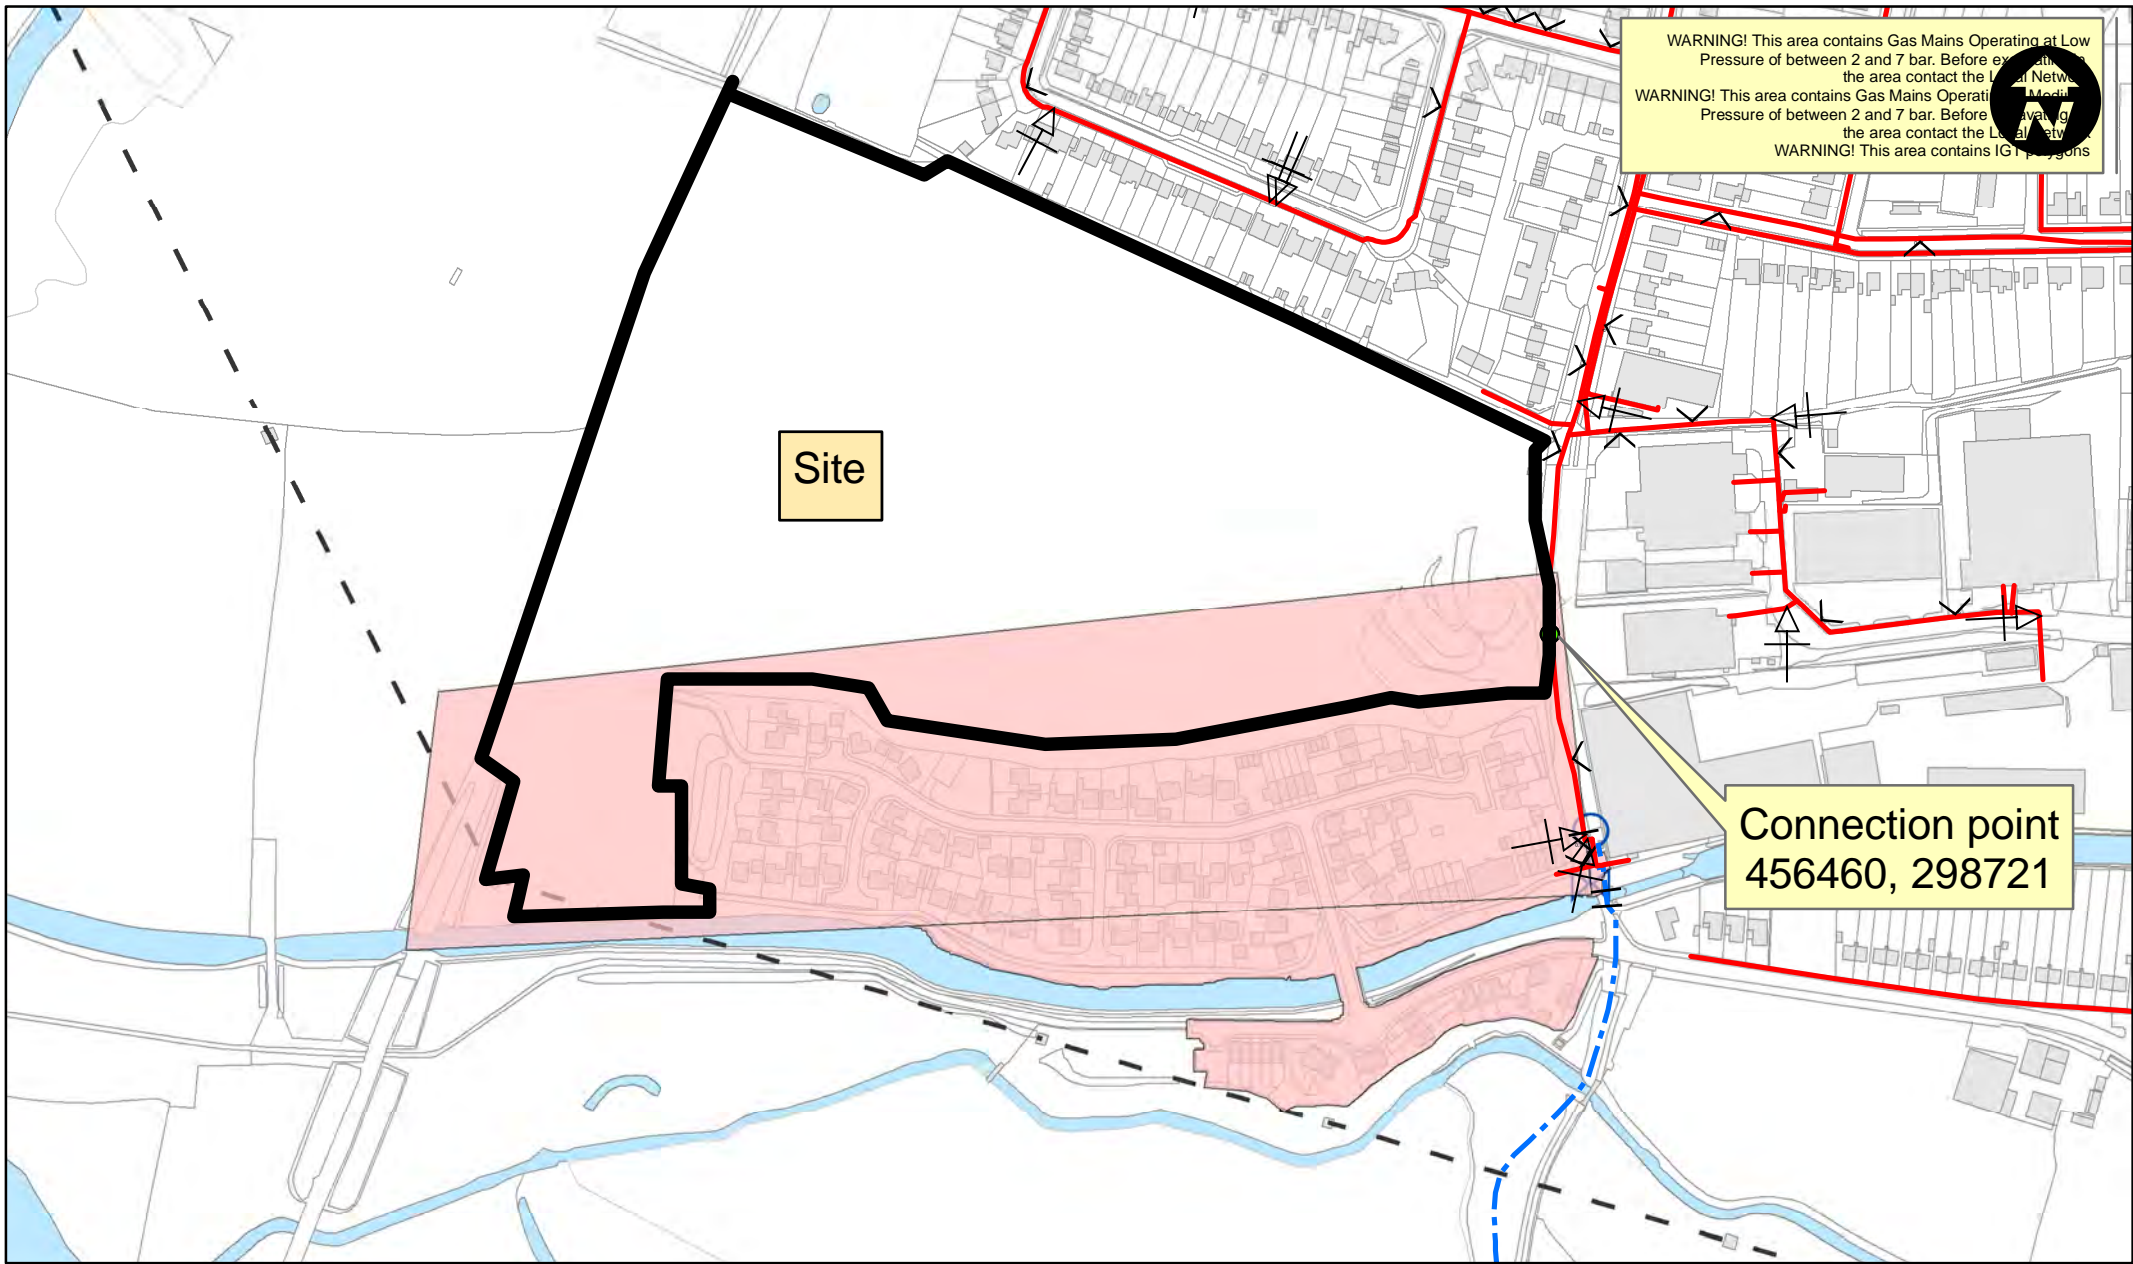 WARNING! This area contains Gas Mains Operating at Low
Pressure of between 2 and 7 bar. Before
the area contact the
WARNING! This area contains Gas Mains
Pressure of between 2 and 7 bar. Before
the area contact the
WARNING! This area contains IGT
N
Site
Connection point
456460, 298721